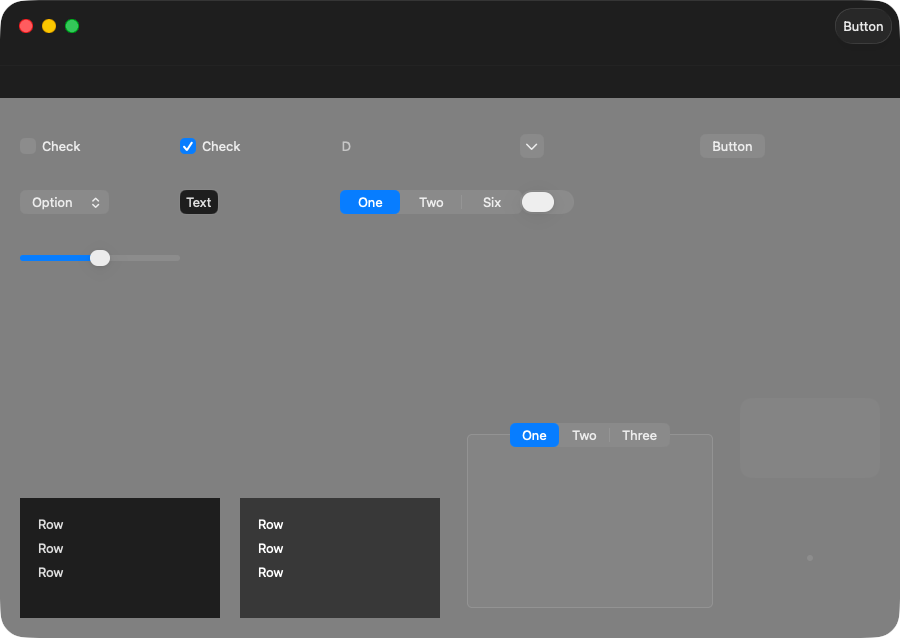 Button
Check
Check
D
Button
Option
Text
One
Two
Six
One
Two
Three
Row
Row
Row
Row
Row
Row